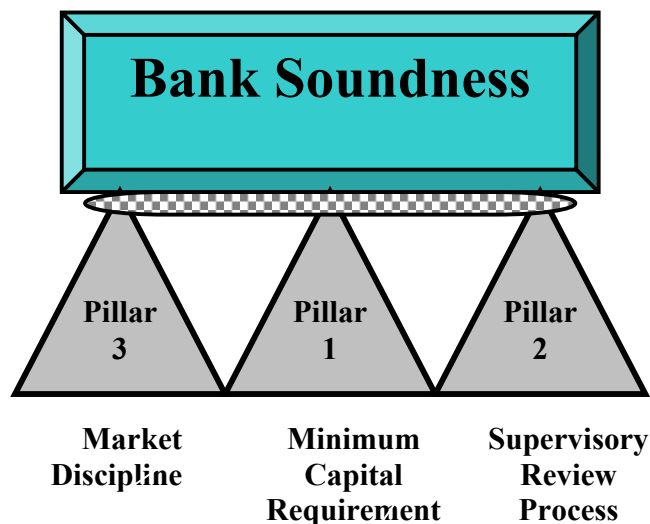 Bank Soundness
Pillar
3
Pillar
1
Pillar
2
Market
Discipline
Minimum
Capital
Requirement
Supervisory
Review
Process